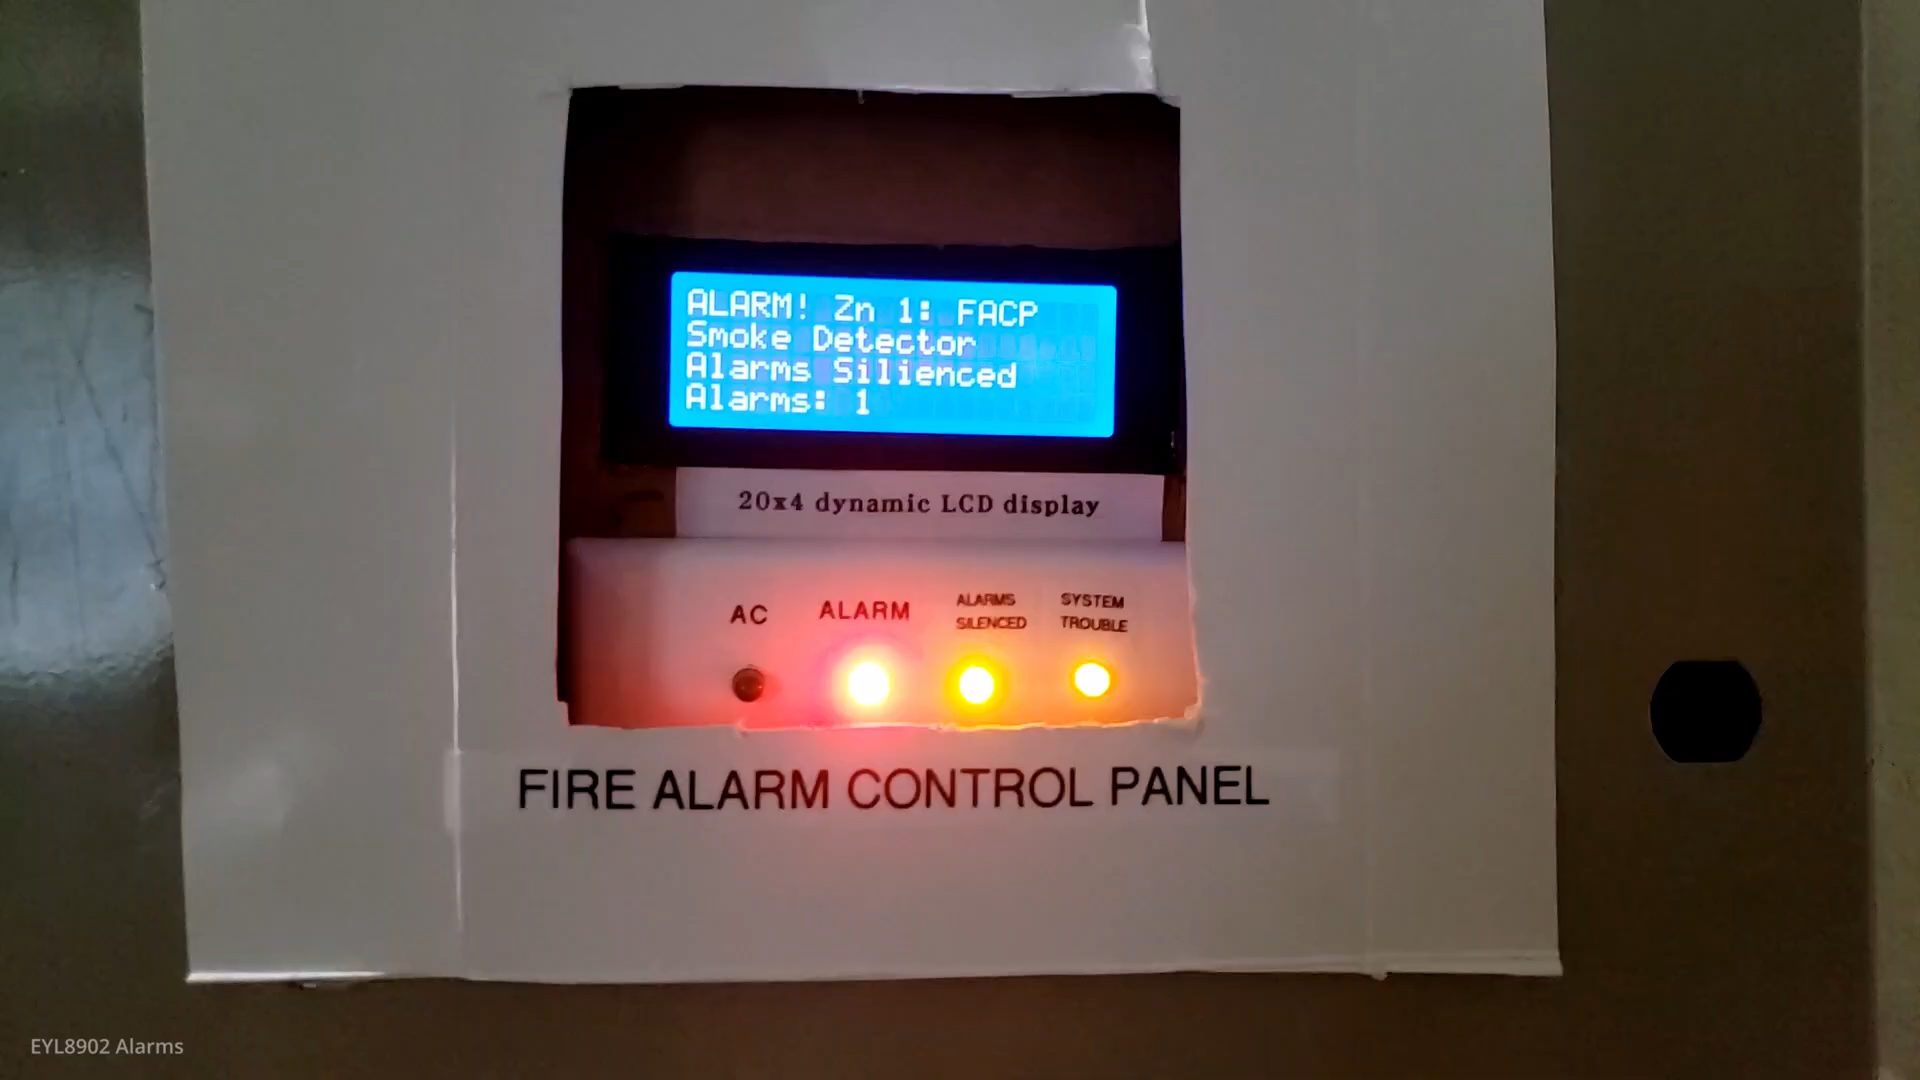 ALARM! Zn 1: FACP
Smoke Detector
Alarms Silienced
Alarms: 1
20x4 dynamic LCD display
AC
ALARM
ALARMS
SILENCED
SYSTEM
TROUBLE
FIRE ALARM CONTROL PANEL
EYL8902 Alarms